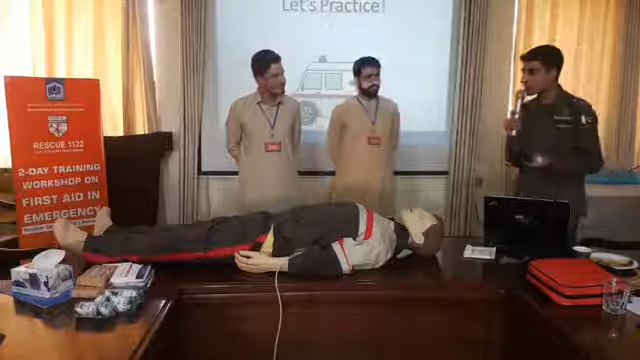 Let's Practice!
RESCUE 1122
2-DAY TRAINING
WORKSHOP ON
FIRST AID IN
EMERGENCY